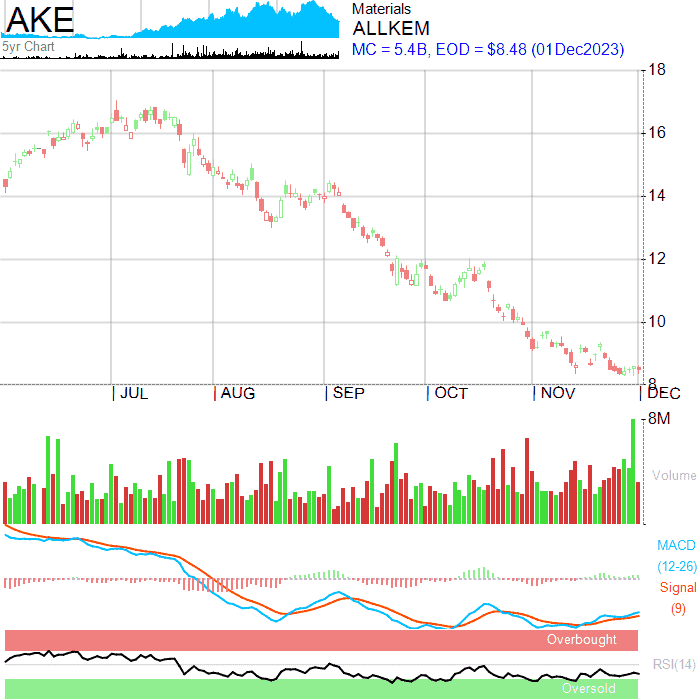 AKE
5yr Chart
Materials
ALLKEM
MC = 5.4B, EOD = $8.48 (01Dec2023)
18
16
14
12
10
8
JUL AUG SEP OCT NOV DEC
8M
Volume
MACD
(12-26)
Signal
(9)
Overbought
RSI(14)
Oversold